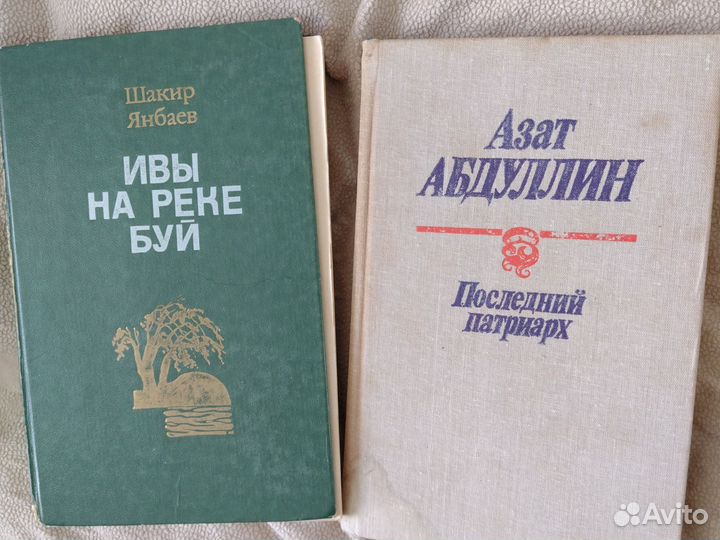 Шакир
Янбаев
ИВЫ
НА РЕКЕ
БУЙ
Азат
АБДУЛЛИН
Последний
патриарх
Avito